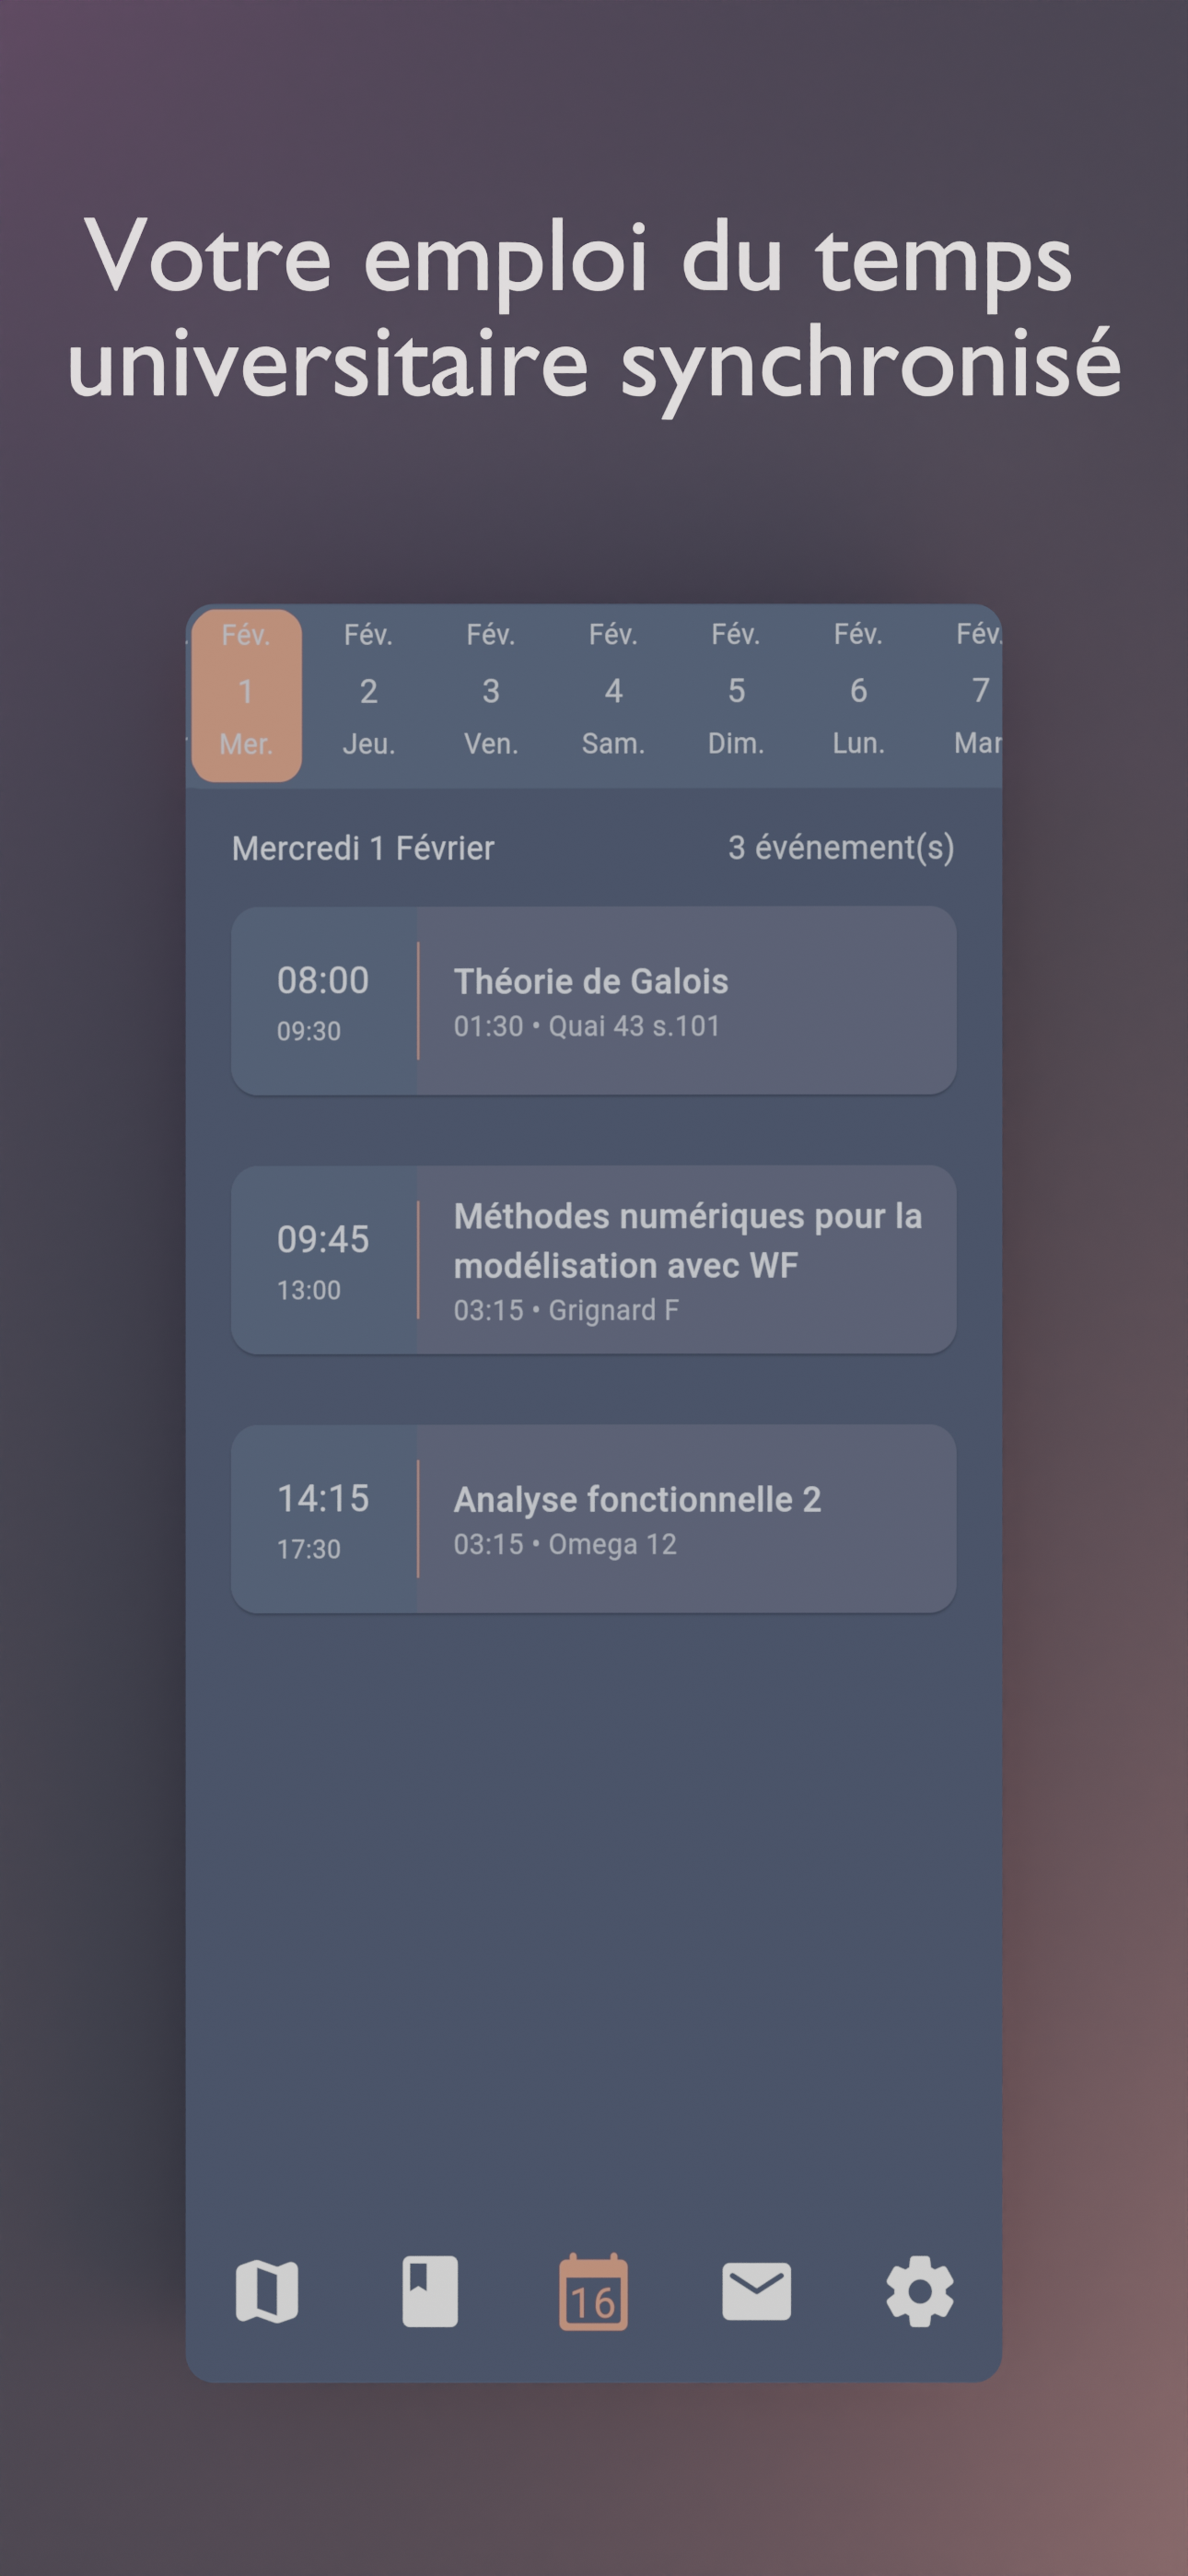 Votre emploi du temps
universitaire synchronisé
Fév. Fév. Fév. Fév. Fév. Fév. Fév.
1 2 3 4 5 6 7
Mer. Jeu. Ven. Sam. Dim. Lun. Mar
Mercredi 1 Février 3 événement(s)
08:00
09:30
Théorie de Galois
01:30 • Quai 43 s.101
09:45
13:00
Méthodes numériques pour la
modélisation avec WF
03:15 • Grignard F
14:15
17:30
Analyse fonctionnelle 2
03:15 • Omega 12
16